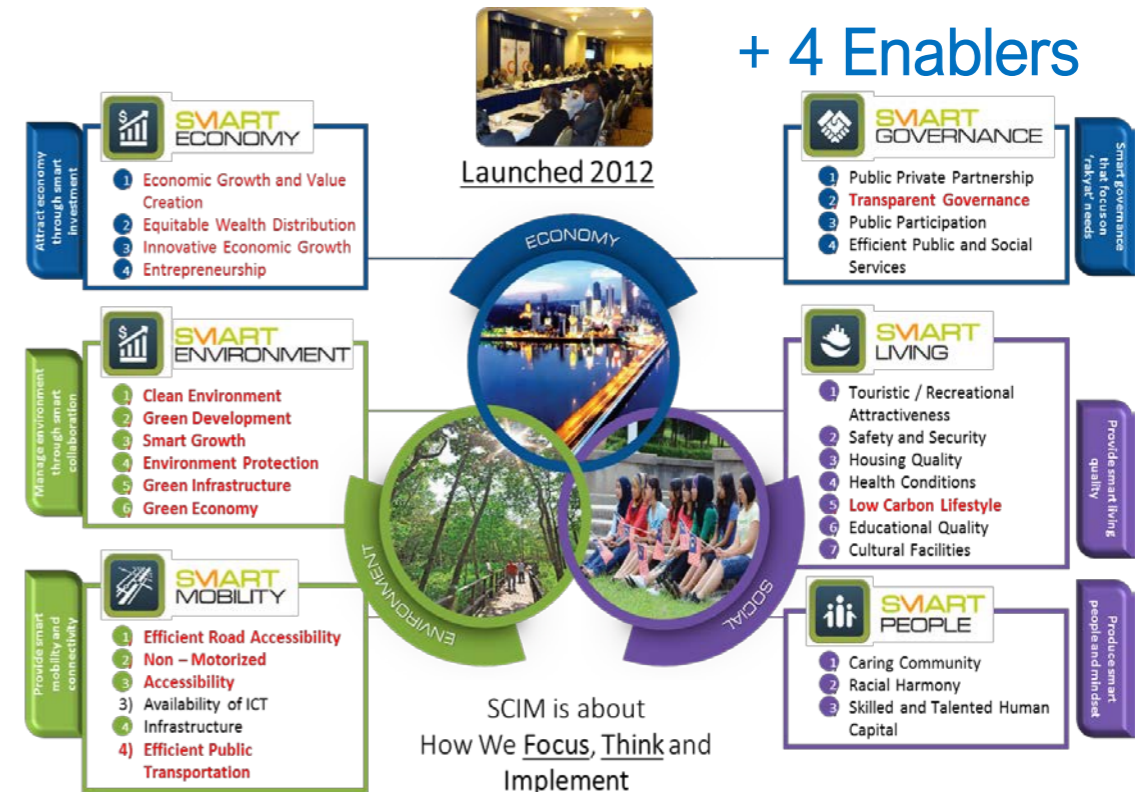 + 4 Enablers
Launched 2012
Attract economy
through smart
investment
SMART
ECONOMY
1 Economic Growth and Value
Creation
2 Equitable Wealth Distribution
3 Innovative Economic Growth
4 Entrepreneurship
SMART
GOVERNANCE
1) Public Private Partnership
2) Transparent Governance
3 Public Participation
4 Efficient Public and Social
Services
Smart governance
that focus on
'rakyat' needs
ECONOMY
Manage environment
through smart
collaboration
SMART
ENVIRONMENT
1) Clean Environment
2) Green Development
3) Smart Growth
4) Environment Protection
5) Green Infrastructure
6) Green Economy
SMART
LIVING
1) Touristic / Recreational
Attractiveness
2 Safety and Security
3 Housing Quality
4 Health Conditions
5 Low Carbon Lifestyle
6 Educational Quality
7 Cultural Facilities
Provide smart living
quality
ENVIRONMENT
SOCIAL
Provide smart
mobility and
connectivity
SMART
MOBILITY
1) Efficient Road Accessibility
2) Non – Motorized
3 Accessibility
3) Availability of ICT
4 Infrastructure
4) Efficient Public
Transportation
SMART
PEOPLE
1) Caring Community
2) Racial Harmony
3 Skilled and Talented Human
Capital
Produce smart
people and mindset
SCIM is about
How We Focus, Think and
Implement